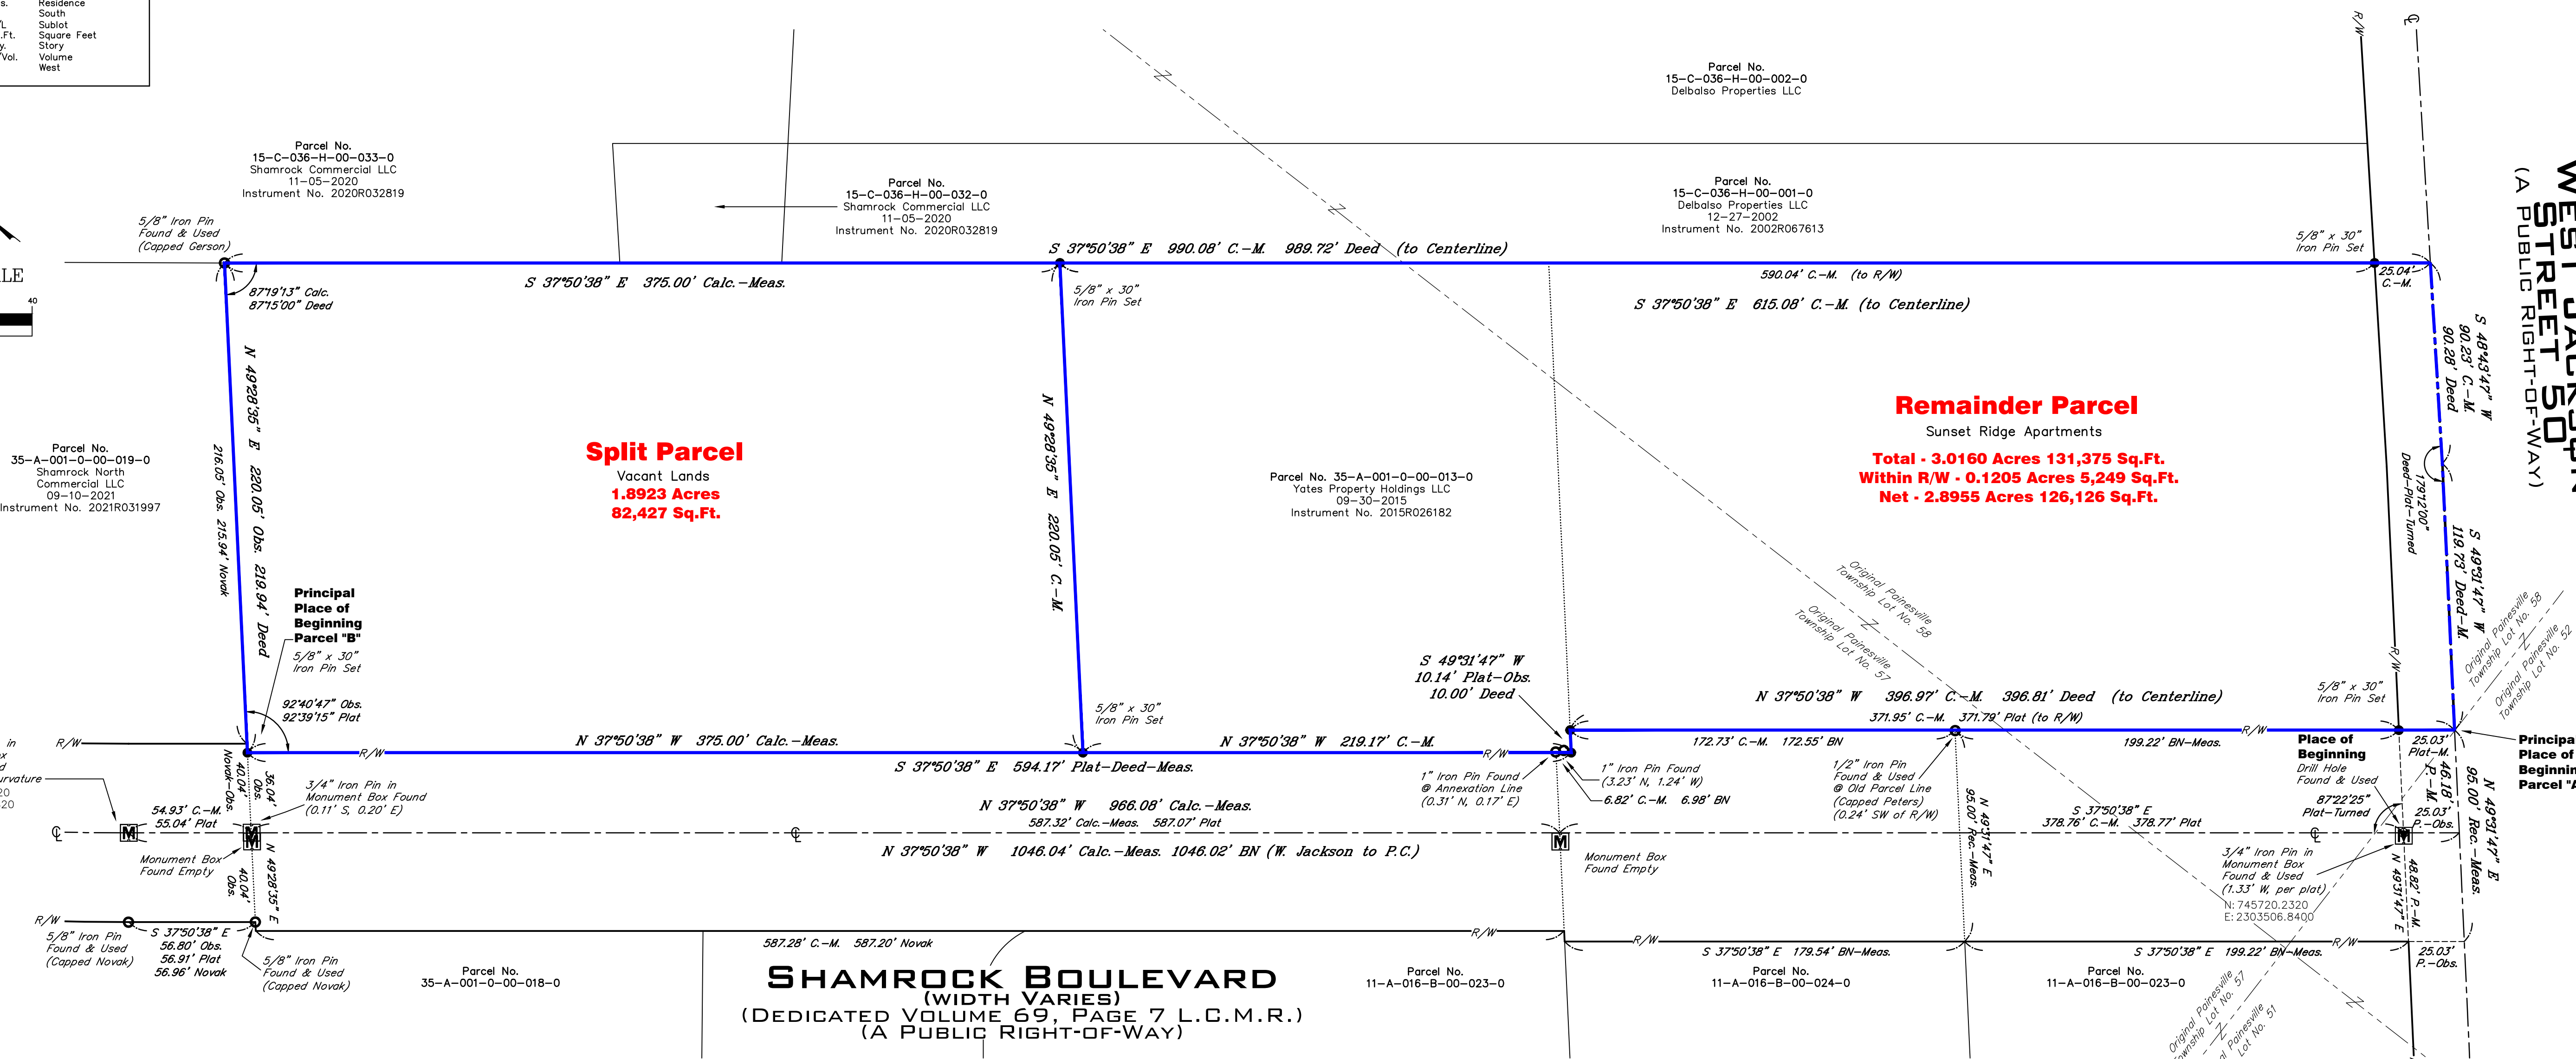 s. Residence
South
/L Sublot
.Ft. Square Feet
y. Story
/Vol. Volume
West
LE
40
Parcel No.
15-C-036-H-00-033-0
Shamrock Commercial LLC
11-05-2020
Instrument No. 2020R032819
Parcel No.
15-C-036-H-00-032-0
Shamrock Commercial LLC
11-05-2020
Instrument No. 2020R032819
Parcel No.
15-C-036-H-00-002-0
Delbalso Properties LLC
Parcel No.
15-C-036-H-00-001-0
Delbalso Properties LLC
12-27-2002
Instrument No. 2002R067613
R/W
℄
WEST JACKSON
STREET 50'
(A PUBLIC RIGHT-OF-WAY)
5/8" Iron Pin
Found & Used
(Capped Gerson)
S 37°50'38" E 990.08' C.-M. 989.72' Deed (to Centerline)
S 37°50'38" E 375.00' Calc.-Meas.
590.04' C.-M. (to R/W)
S 37°50'38" E 615.08' C.-M. (to Centerline)
5/8" x 30"
Iron Pin Set
25.04'
C.-M.
87°19'13" Calc.
87°15'00" Deed
5/8" x 30"
Iron Pin Set
S 48°43'47" W
90.23' C.-M.
90.28' Deed
N 49°28'35" E 220.05' Obs. 219.94' Deed
216.05' Obs. 215.94' Novak
N 49°28'35" E 220.05' C.-M.
Parcel No.
35-A-001-0-00-019-0
Shamrock North
Commercial LLC
09-10-2021
Instrument No. 2021R031997
Split Parcel
Vacant Lands
1.8923 Acres
82,427 Sq.Ft.
Parcel No. 35-A-001-0-00-013-0
Yates Property Holdings LLC
09-30-2015
Instrument No. 2015R026182
Remainder Parcel
Sunset Ridge Apartments
Total - 3.0160 Acres 131,375 Sq.Ft.
Within R/W - 0.1205 Acres 5,249 Sq.Ft.
Net - 2.8955 Acres 126,126 Sq.Ft.
179°12'00"
Deed-Plat-Turned
S 49°31'47" W
119.73' Deed-M.
Original Painesville
Township Lot No. 58
Original Painesville
Township Lot No. 57
Original Painesville
Township Lot No. 58
Original Painesville
Township Lot No. 52
Principal
Place of
Beginning
Parcel "B"
5/8" x 30"
Iron Pin Set
92°40'47" Obs.
92°39'15" Plat
R/W
R/W
N 37°50'38" W 375.00' Calc.-Meas.
5/8" x 30"
Iron Pin Set
N 37°50'38" W 219.17' C.-M.
R/W
S 49°31'47" W
10.14' Plat-Obs.
10.00' Deed
N 37°50'38" W 396.97' C.-M. 396.81' Deed (to Centerline)
371.95' C.-M. 371.79' Plat (to R/W)
R/W
R/W
5/8" x 30"
Iron Pin Set
172.73' C.-M. 172.55' BN
199.22' BN-Meas.
S 37°50'38" E 594.17' Plat-Deed-Meas.
1" Iron Pin Found
@ Annexation Line
(0.31' N, 0.17' E)
1" Iron Pin Found
(3.23' N, 1.24' W)
6.82' C.-M. 6.98' BN
1/2" Iron Pin
Found & Used
@ Old Parcel Line
(Capped Peters)
(0.24' SW of R/W)
Place of
Beginning
Drill Hole
Found & Used
25.03'
Plat-M.
46.18'
P.-M.
Principa
Place of
Beginnin
Parcel "A
N 49°31'47" E
95.00' Rec.-Meas.
N 49°31'47" E
95.00' Rec.-Meas.
87°22'25"
Plat-Turned
25.03'
P.-Obs.
in
ox
d
urvature
20
20
40.04'
Novak-Obs.
36.04'
Obs.
3/4" Iron Pin in
Monument Box Found
(0.11' S, 0.20' E)
54.93' C.-M.
55.04' Plat
℄
M
M
M
Monument Box
Found Empty
N 37°50'38" W 966.08' Calc.-Meas.
587.32' Calc.-Meas. 587.07' Plat
℄
N 37°50'38" W 1046.04' Calc.-Meas. 1046.02' BN (W. Jackson to P.C.)
M
Monument Box
Found Empty
S 37°50'38" E
378.76' C.-M. 378.77' Plat
℄
M
3/4" Iron Pin in
Monument Box
Found & Used
(1.33' W, per plat)
N: 745720.2320
E: 2303506.8400
48.82' P.-M.
N 49°31'47" E
40.04'
Obs.
N 49°28'35" E
R/W
5/8" Iron Pin
Found & Used
(Capped Novak)
S 37°50'38" E
56.80' Obs.
56.91' Plat
56.96' Novak
5/8" Iron Pin
Found & Used
(Capped Novak)
587.28' C.-M. 587.20' Novak
R/W
R/W
S 37°50'38" E 179.54' BN-Meas.
S 37°50'38" E 199.22' BN-Meas.
R/W
25.03'
P.-Obs.
Parcel No.
35-A-001-0-00-018-0
SHAMROCK BOULEVARD
(WIDTH VARIES)
(DEDICATED VOLUME 69, PAGE 7 L.C.M.R.)
(A PUBLIC RIGHT-OF-WAY)
Parcel No.
11-A-016-B-00-023-0
Parcel No.
11-A-016-B-00-024-0
Parcel No.
11-A-016-B-00-023-0
Original Painesville
Township Lot No. 57
Painesville
Lot No. 51